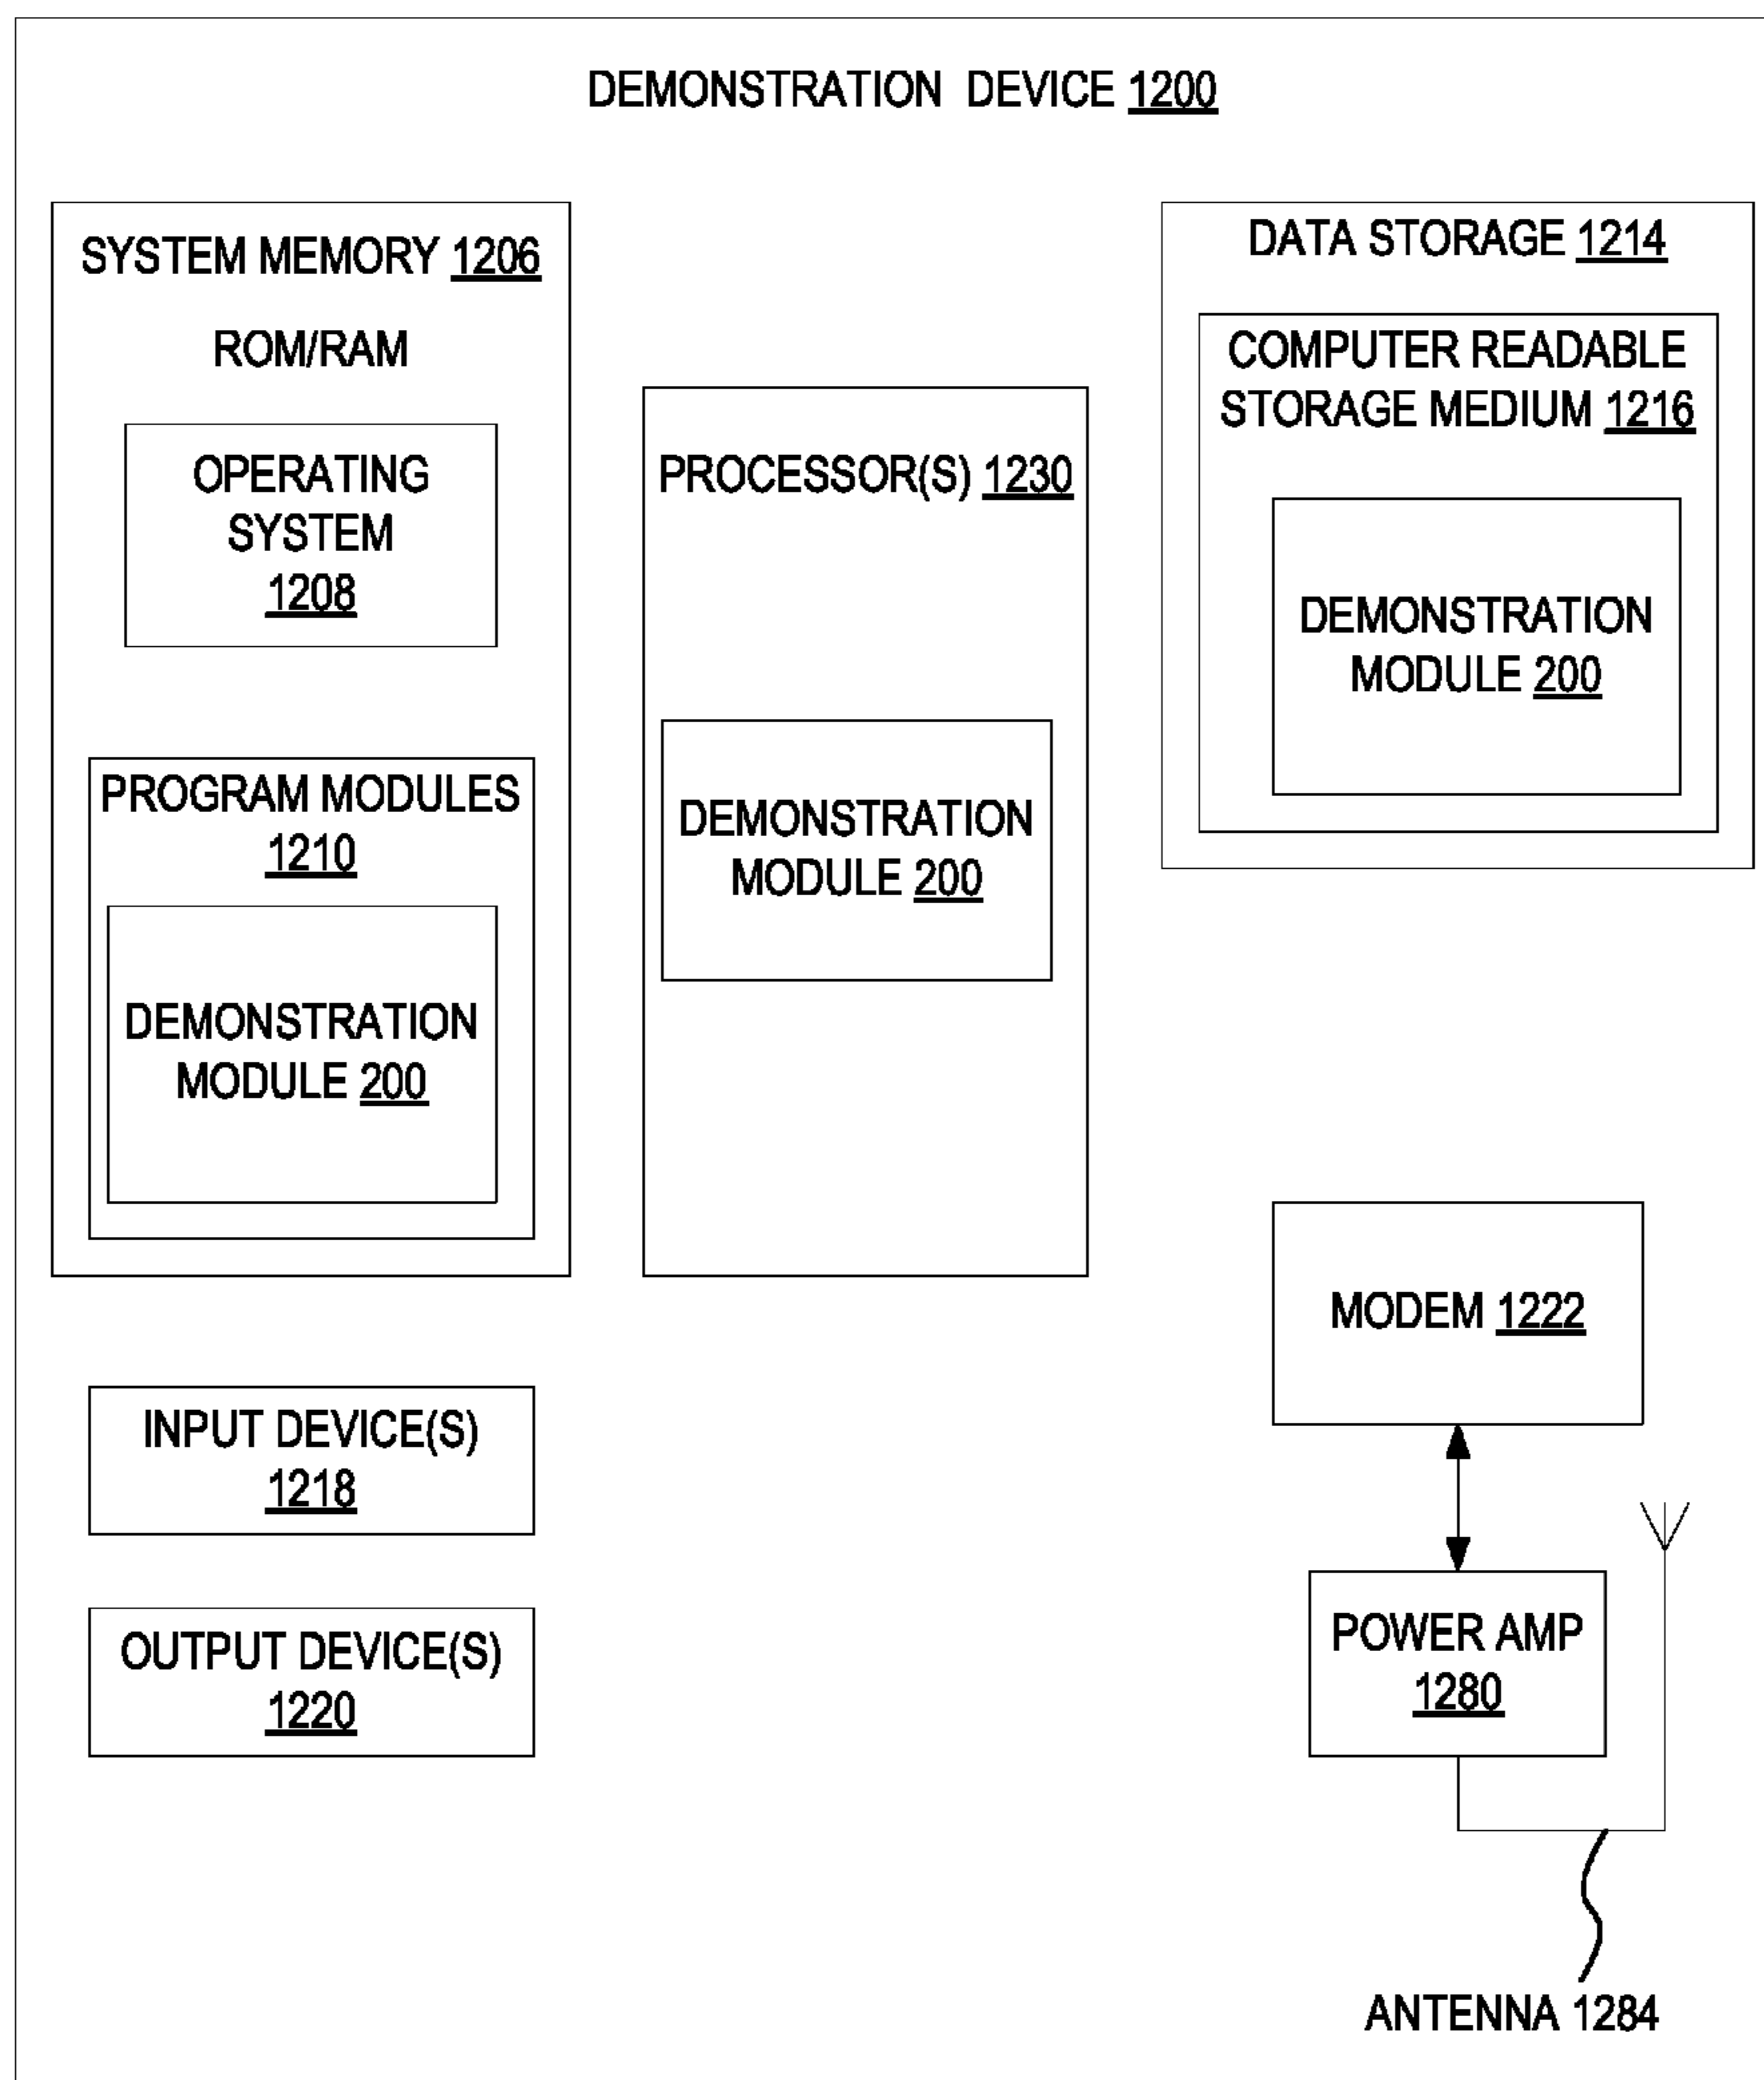 DEMONSTRATION DEVICE 1200
SYSTEM MEMORY 1206
ROM/RAM
OPERATING
SYSTEM
1208
PROGRAM MODULES
1210
DEMONSTRATION
MODULE 200
PROCESSOR(S) 1230
DEMONSTRATION
MODULE 200
DATA STORAGE 1214
COMPUTER READABLE
STORAGE MEDIUM 1216
DEMONSTRATION
MODULE 200
INPUT DEVICE(S)
1218
OUTPUT DEVICE(S)
1220
MODEM 1222
POWER AMP
1280
ANTENNA 1284